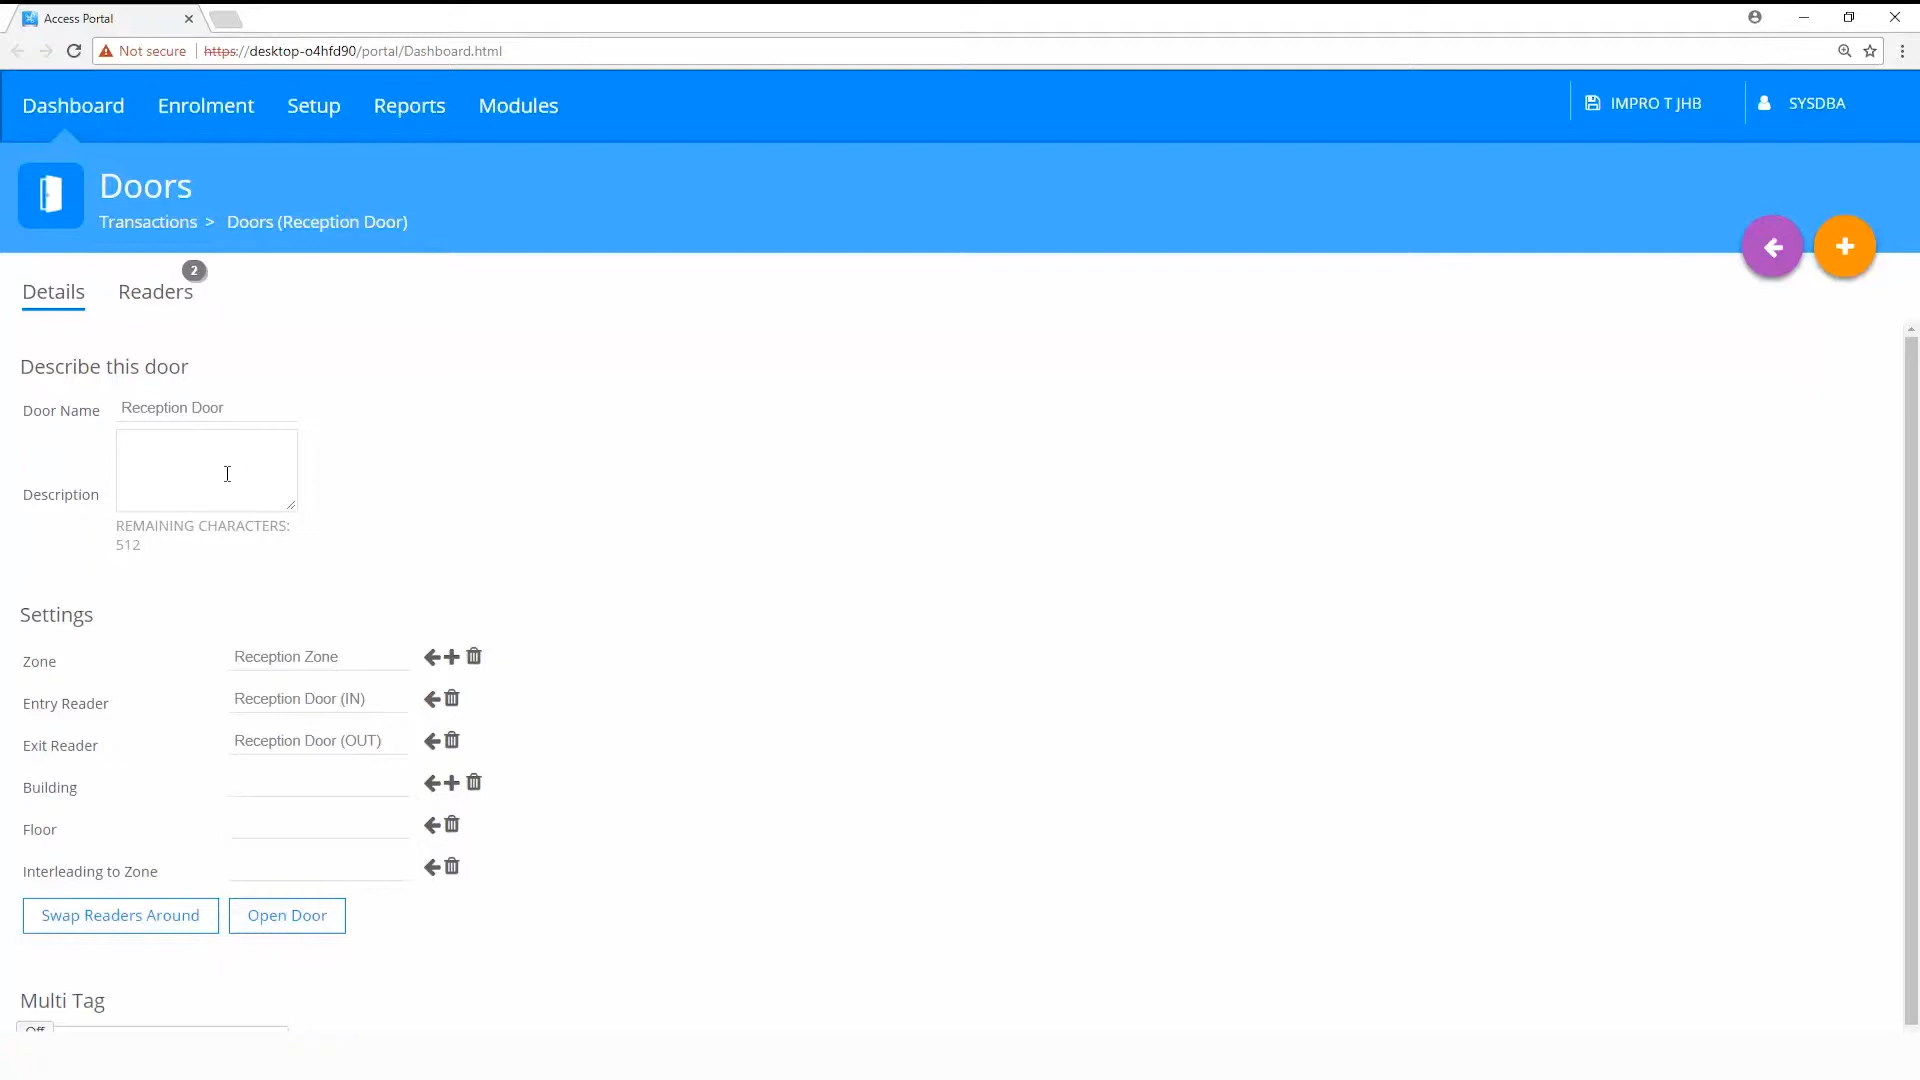 Access Portal
Not secure
https://desktop-o4hfd90/portal/Dashboard.html
Dashboard
Enrolment
Setup
Reports
Modules
IMPRO T JHB
SYSDBA
Doors
Transactions > Doors (Reception Door)
Details
Readers
2
Describe this door
Door Name
Reception Door
Description
REMAINING CHARACTERS:
512
Settings
Zone
Reception Zone
Entry Reader
Reception Door (IN)
Exit Reader
Reception Door (OUT)
Building
Floor
Interleading to Zone
Swap Readers Around
Open Door
Multi Tag
Off